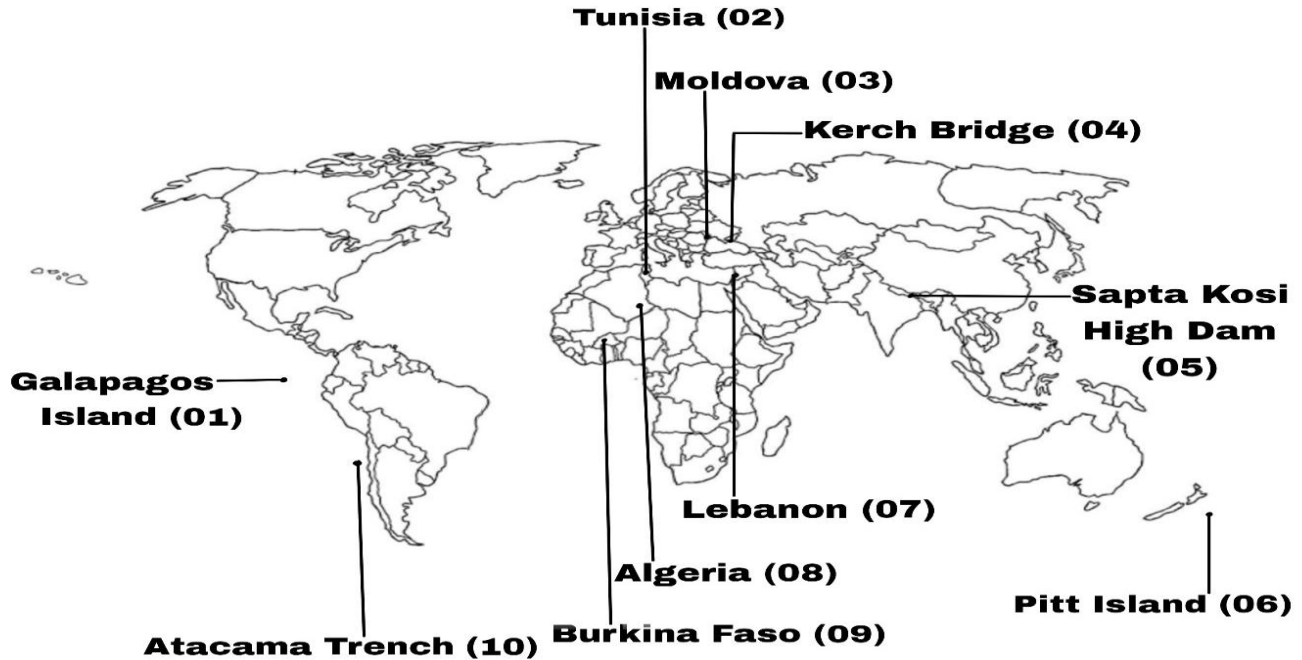 Tunisia (02)
Moldova (03)
Kerch Bridge (04)
Sapta Kosi
High Dam
(05)
Galapagos
Island (01)
Lebanon (07)
Algeria (08)
Pitt Island (06)
Burkina Faso (09)
Atacama Trench (10)